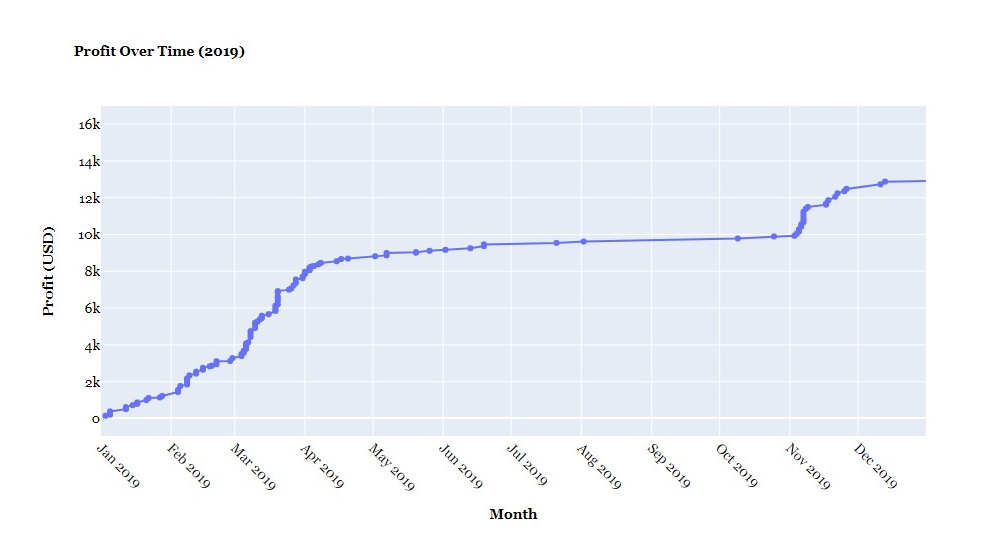 Profit Over Time (2019)
16k
14k
12k
10k
8k
6k
4k
2k
0
Profit (USD)
Jan 2019
Feb 2019
Mar 2019
Apr 2019
May 2019
Jun 2019
Jul 2019
Aug 2019
Sep 2019
Oct 2019
Nov 2019
Dec 2019
Month